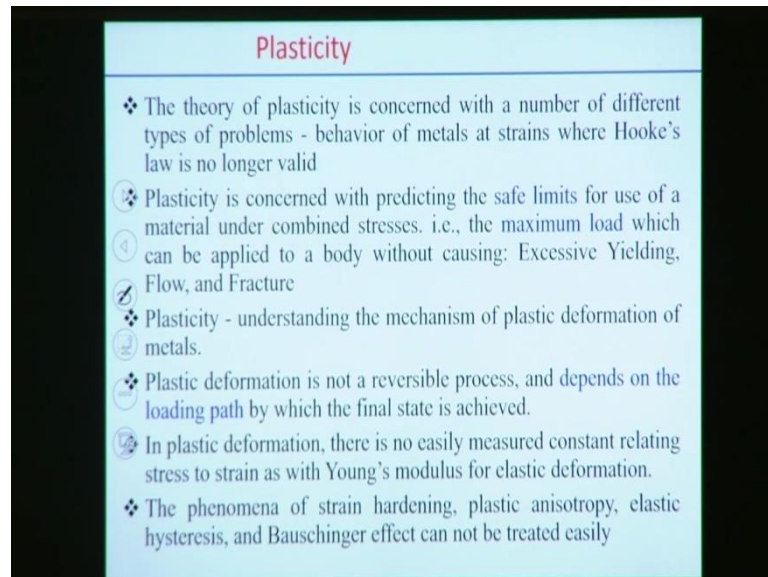 Plasticity
❖ The theory of plasticity is concerned with a number of different
types of problems - behavior of metals at strains where Hooke's
law is no longer valid
❖ Plasticity is concerned with predicting the safe limits for use of a
material under combined stresses. i.e., the maximum load which
can be applied to a body without causing: Excessive Yielding,
Flow, and Fracture
❖ Plasticity - understanding the mechanism of plastic deformation of
metals.
❖ Plastic deformation is not a reversible process, and depends on the
loading path by which the final state is achieved.
❖ In plastic deformation, there is no easily measured constant relating
stress to strain as with Young's modulus for elastic deformation.
❖ The phenomena of strain hardening, plastic anisotropy, elastic
hysteresis, and Bauschinger effect can not be treated easily